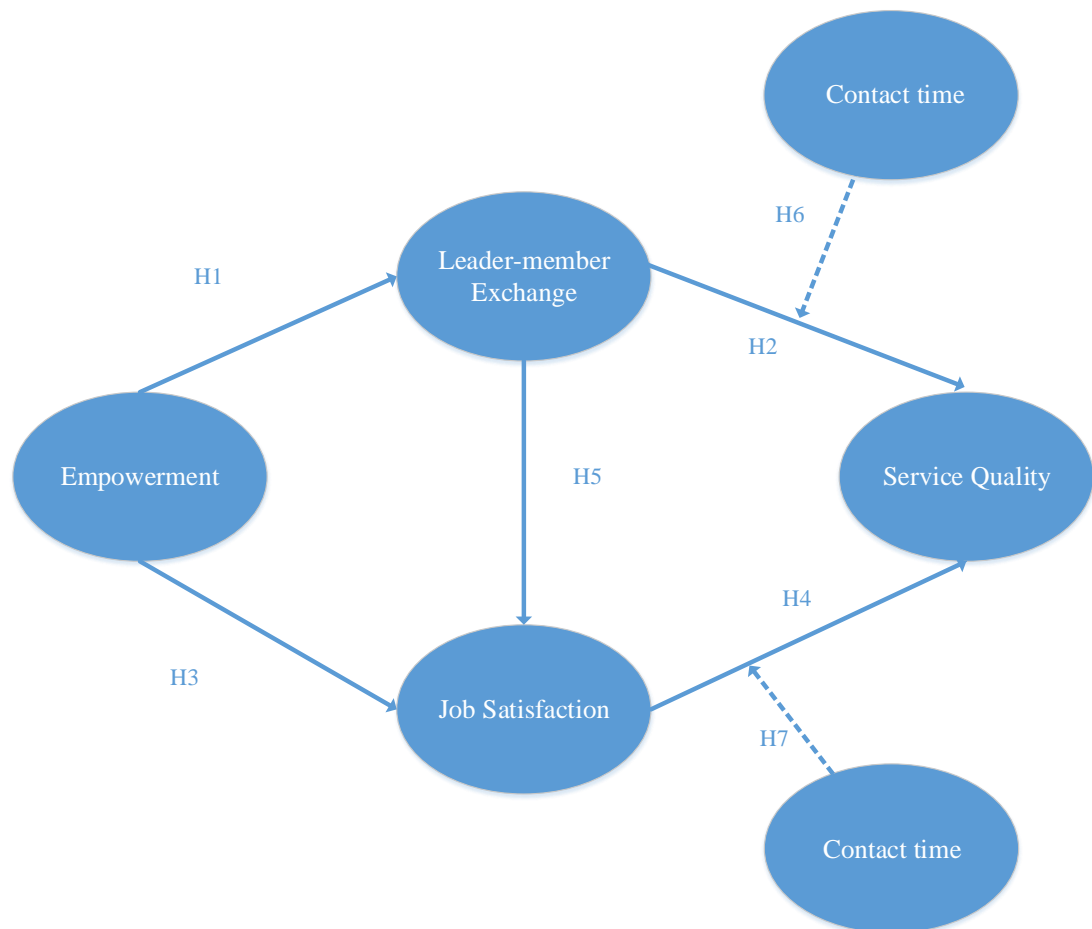 Contact time
H6
H1
Leader-member
Exchange
H2
Empowerment
H5
Service Quality
H4
H3
Job Satisfaction
H7
Contact time